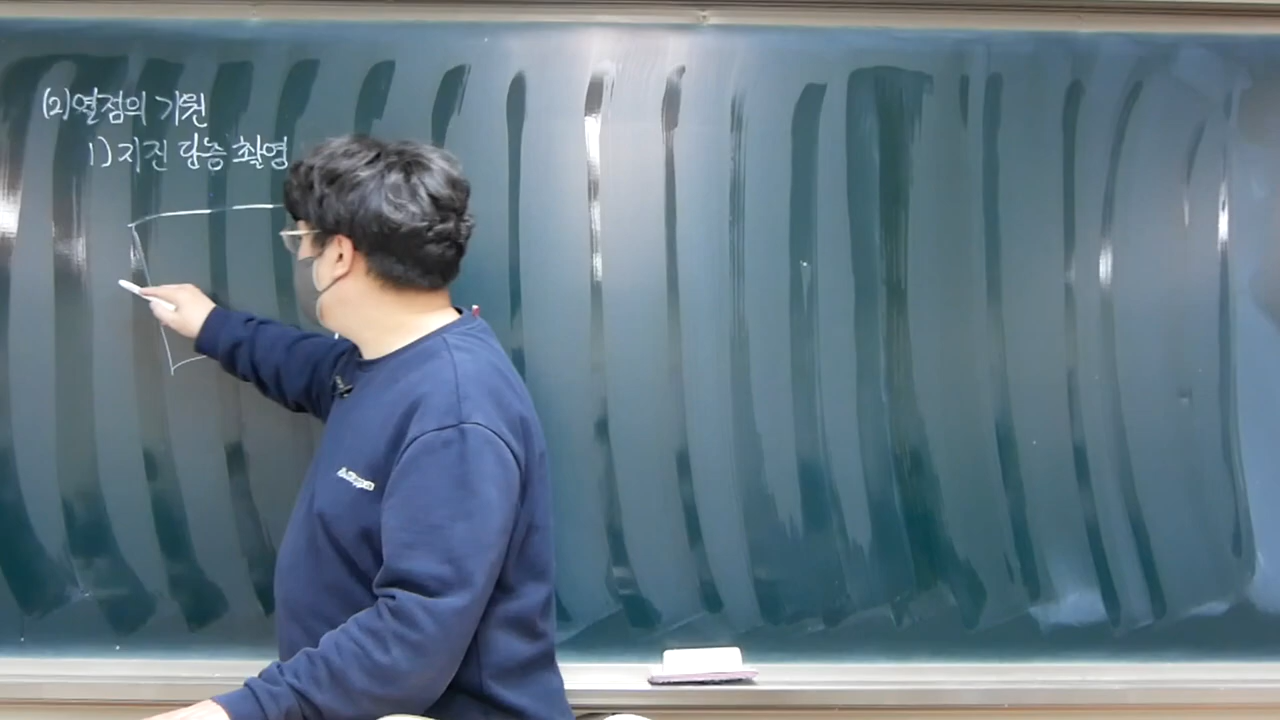 (2) 열점의 기원
1) 지진 단층 촬영